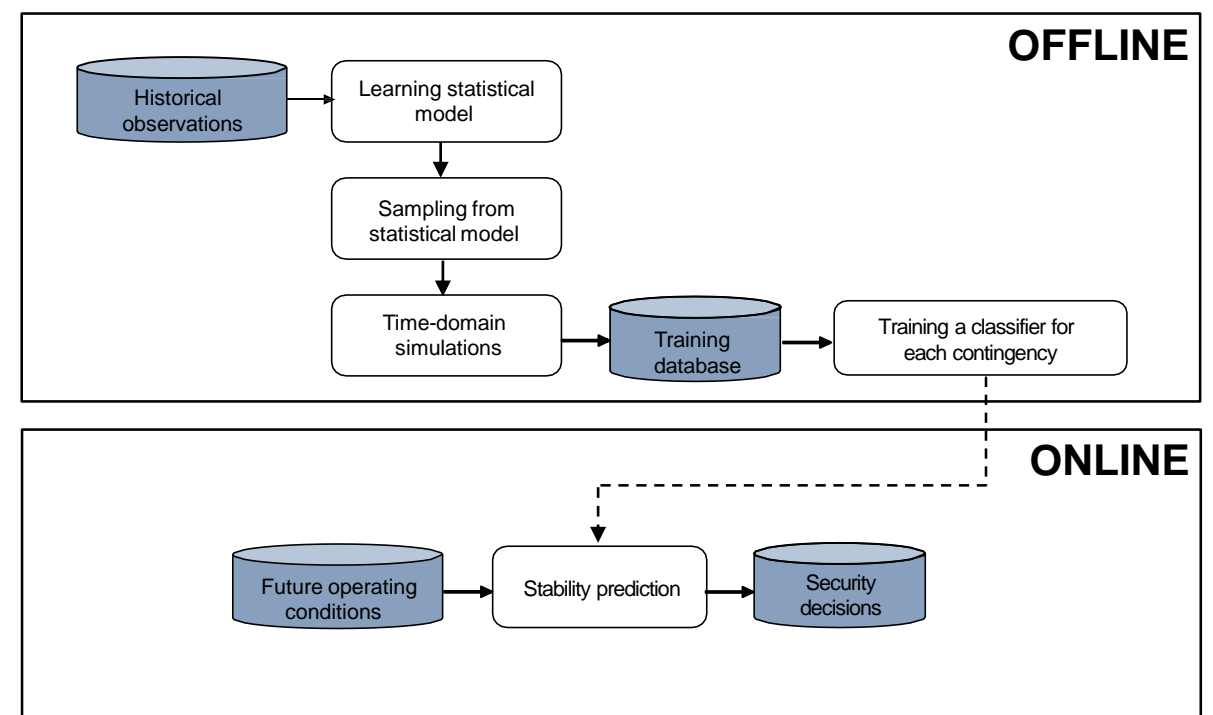 OFFLINE
Historical
observations
Learning statistical
model
Sampling from
statistical model
Time-domain
simulations
Training
database
Training a classifier for
each contingency
ONLINE
Future operating
conditions
Stability prediction
Security
decisions